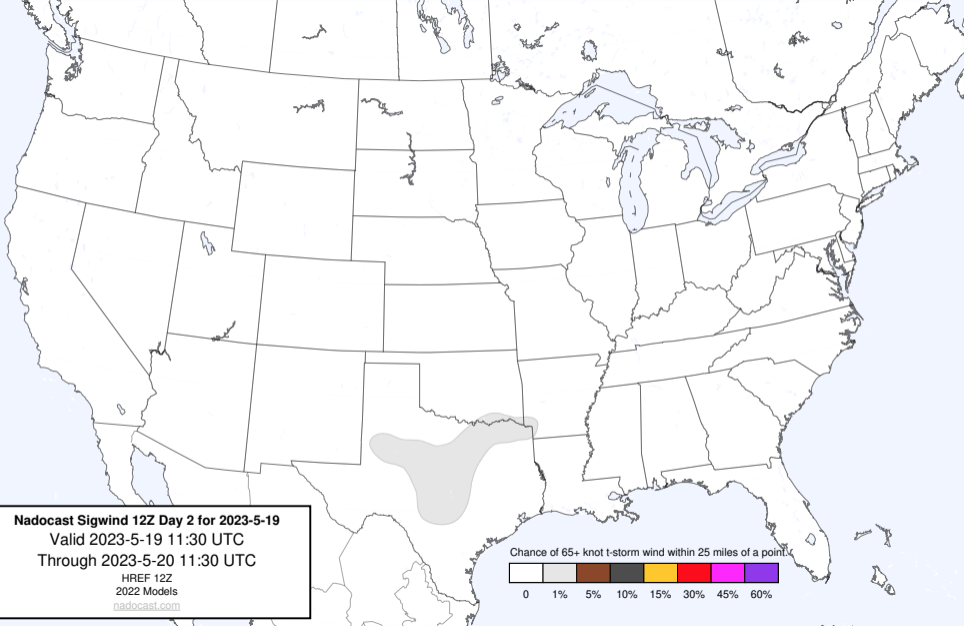 Nadocast Sigwind 12Z Day 2 for 2023-5-19
Valid 2023-5-19 11:30 UTC
Through 2023-5-20 11:30 UTC
HREF 12Z
2022 Models
nadocast.com
Chance of 65+ knot t-storm wind within 25 miles of a point.
0 1% 5% 10% 15% 30% 45% 60%